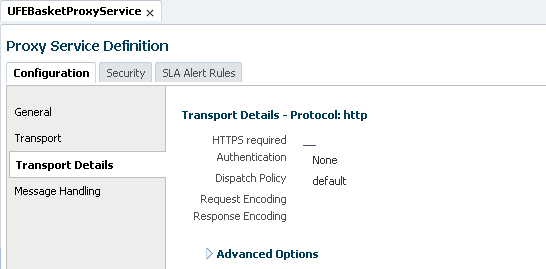 UFEBasketProxyService ×
Proxy Service Definition
Configuration Security SLA Alert Rules
General
Transport
Transport Details
Message Handling
Transport Details - Protocol: http
HTTPS required __
Authentication None
Dispatch Policy default
Request Encoding
Response Encoding
Advanced Options